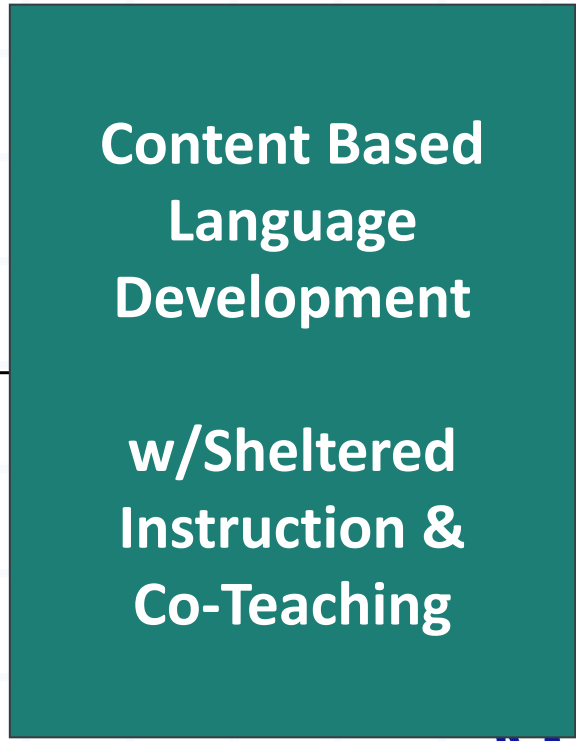 Content Based
Language
Development
w/Sheltered
Instruction &
Co-Teaching